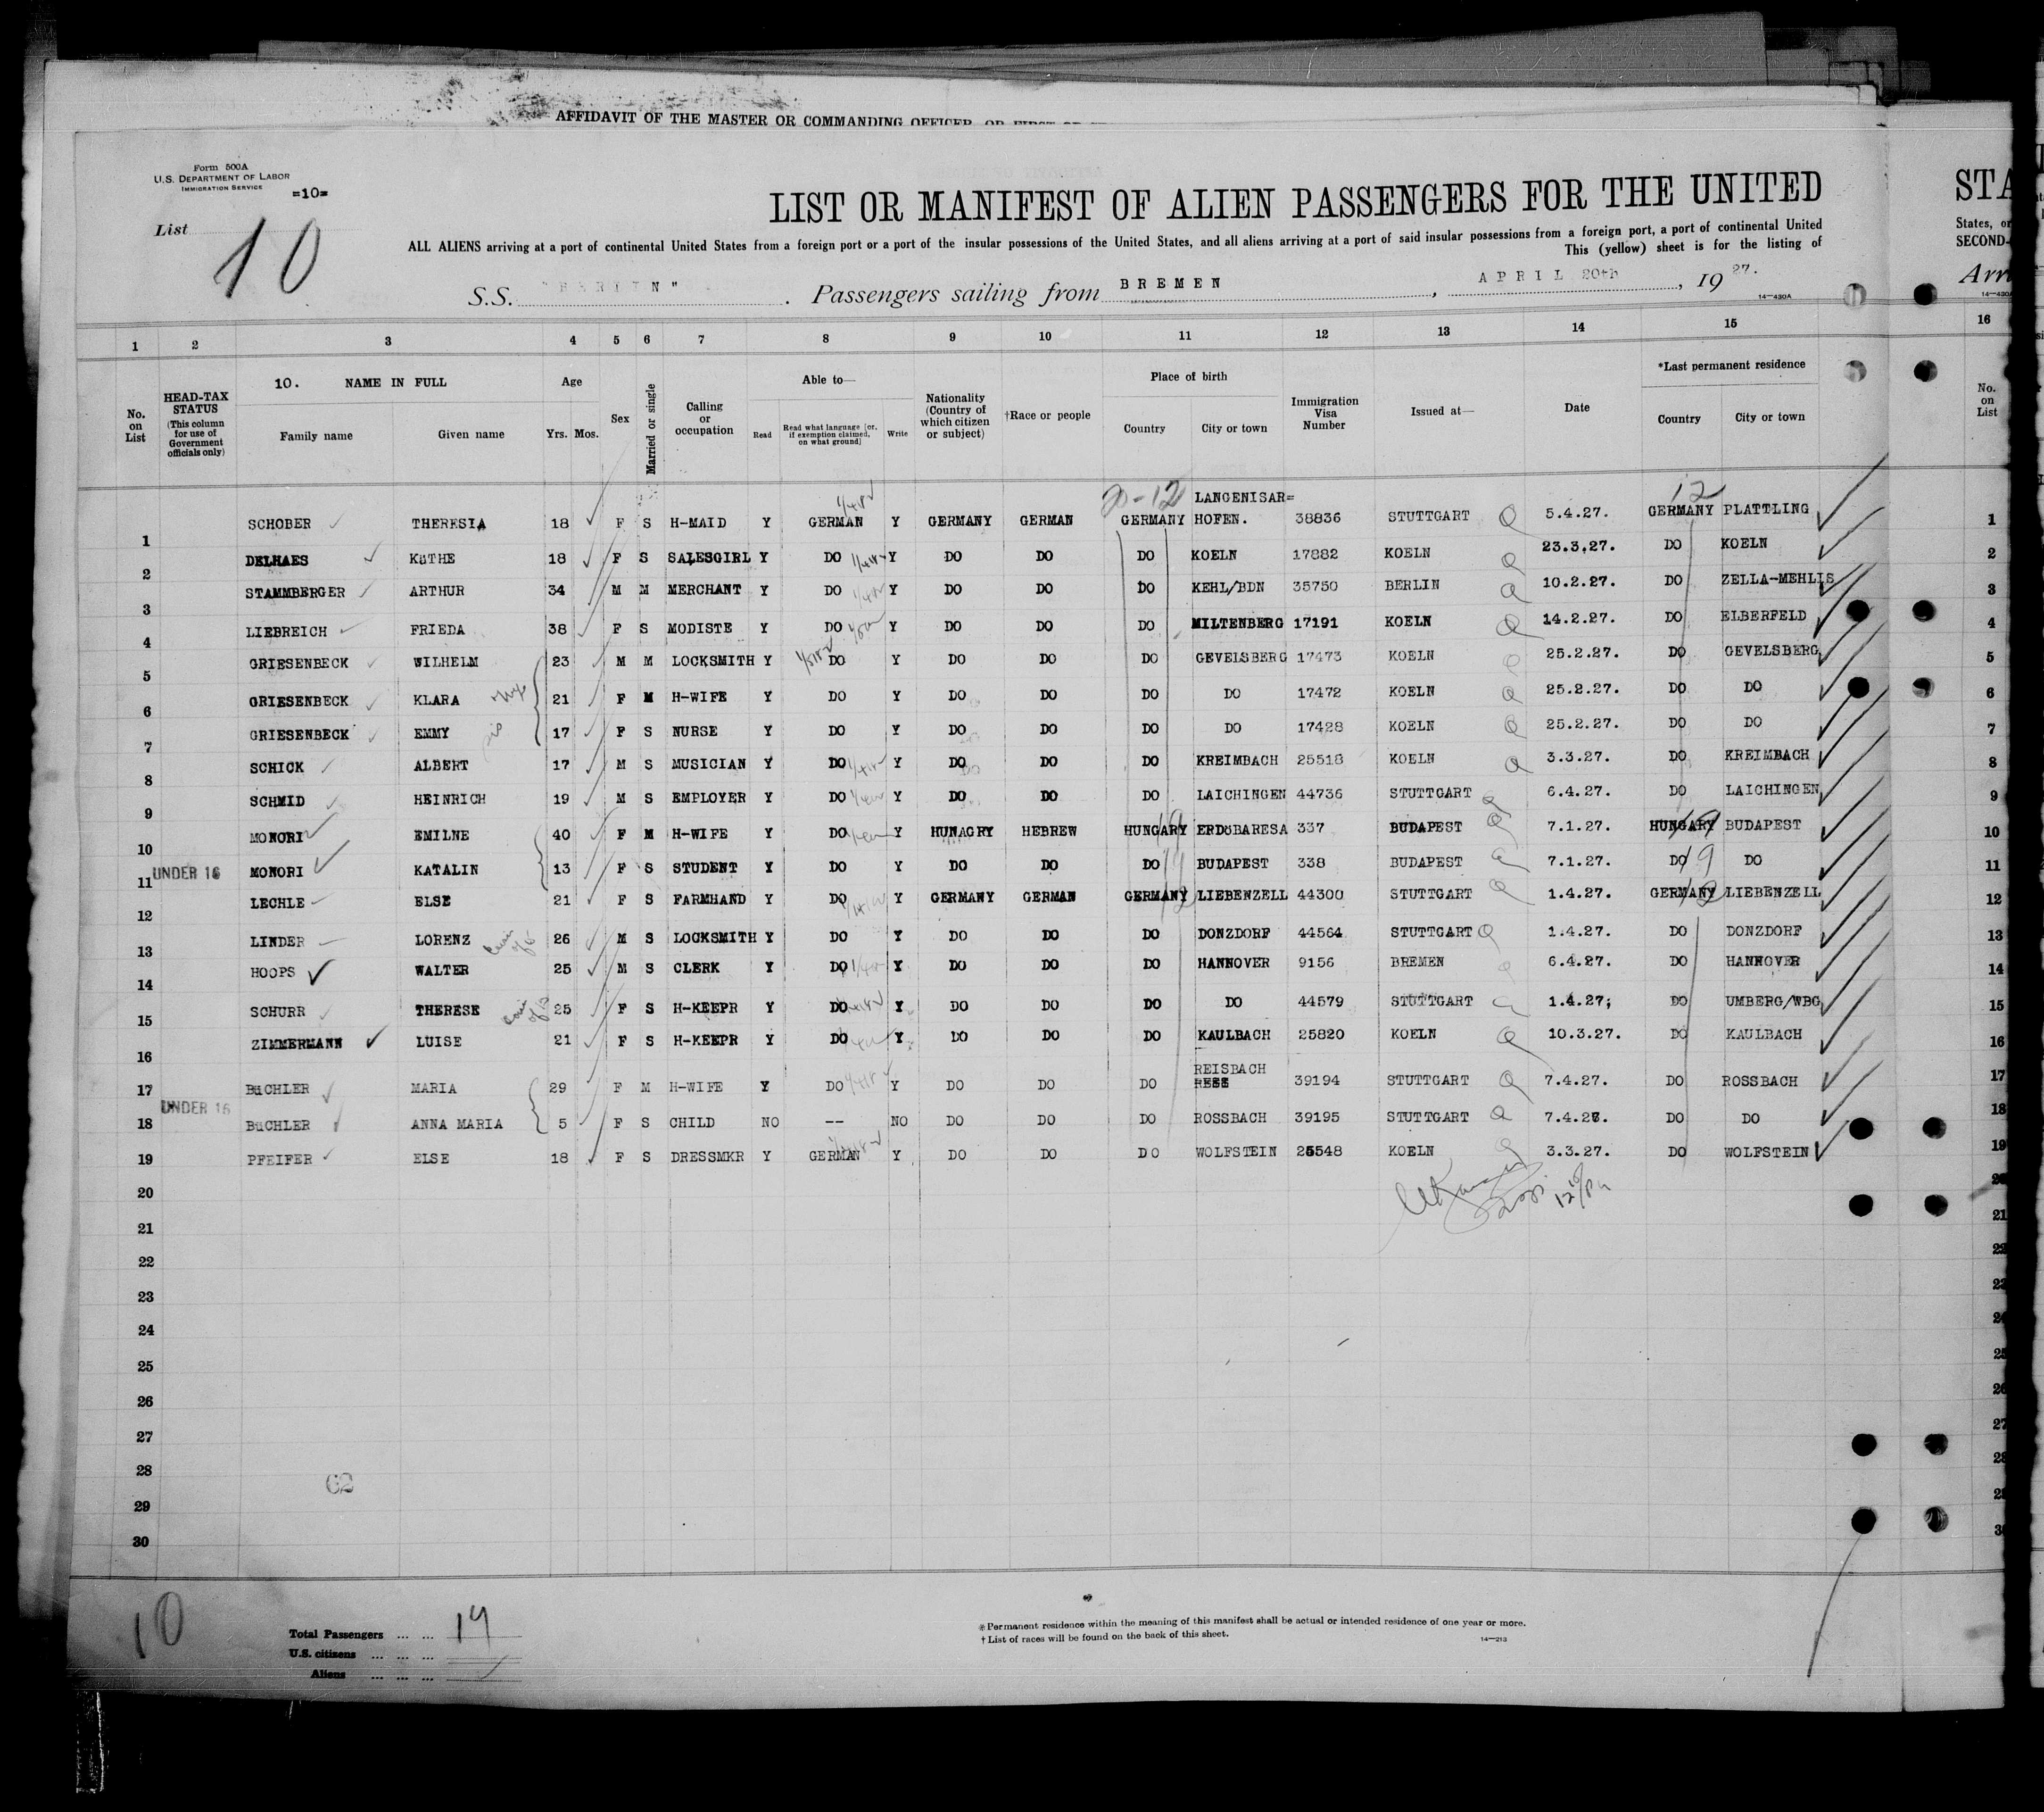 AFFIDAVIT OF THE MASTER OR COMMANDING OFFICER, OR FIRST OR
Form 500A
U.S. DEPARTMENT OF LABOR
IMMIGRATION SERVICE
=10=
List 10
LIST OR MANIFEST OF ALIEN PASSENGERS FOR THE UNITED
STA
ALL ALIENS arriving at a port of continental United States from a foreign port or a port of the insular possessions of the United States, and all aliens arriving at a port of said insular possessions from a foreign port, a port of continental United
States, or
This (yellow) sheet is for the listing of
SECOND-
S.S. "BERLIN". Passengers sailing from BREMEN, APRIL 20th, 1927.
Arri
14—430A
14—430A
1 2 3 4 5 6 7 8 9 10 11 12 13 14 15 16
No. on List
HEAD-TAX STATUS (This column for use of Government officials only)
10. NAME IN FULL
Family name Given name
Age
Yrs. Mos.
Sex
Married or single
Calling or occupation
Able to—
Read
Read what language [or, if exemption claimed, on what ground]
Write
Nationality (Country of which citizen or subject)
†Race or people
Place of birth
Country City or town
Immigration Visa Number
Issued at—
Date
*Last permanent residence
Country City or town
No. on List
LANGENISAR=
1 SCHOBER THERESIA 18 F S H-MAID Y GERMAN Y GERMANY GERMAN GERMANY HOFEN. 38836 STUTTGART 5.4.27. GERMANY PLATTLING 1
2 DELHAES KäTHE 18 F S SALESGIRL Y DO Y DO DO DO KOELN 17882 KOELN 23.3.27. DO KOELN 2
3 STAMMBERGER ARTHUR 34 M M MERCHANT Y DO Y DO DO DO KEHL/BDN 35750 BERLIN 10.2.27. DO ZELLA-MEHLIS 3
4 LIEBREICH FRIEDA 38 F S MODISTE Y DO Y DO DO DO MILTENBERG 17191 KOELN 14.2.27. DO ELBERFELD 4
5 GRIESENBECK WILHELM 23 M M LOCKSMITH Y DO Y DO DO DO GEVELSBERG 17473 KOELN 25.2.27. DO GEVELSBERG 5
6 GRIESENBECK KLARA 21 F M H-WIFE Y DO Y DO DO DO DO 17472 KOELN 25.2.27. DO DO 6
7 GRIESENBECK EMMY 17 F S NURSE Y DO Y DO DO DO DO 17428 KOELN 25.2.27. DO DO 7
8 SCHICK ALBERT 17 M S MUSICIAN Y DO Y DO DO DO KREIMBACH 25518 KOELN 3.3.27. DO KREIMBACH 8
9 SCHMID HEINRICH 19 M S EMPLOYER Y DO Y DO DO DO LAICHINGEN 44736 STUTTGART 6.4.27. DO LAICHINGEN 9
10 MONORI EMILNE 40 F M H-WIFE Y DO Y HUNAGRY HEBREW HUNGARY ERDöBARESA 337 BUDAPEST 7.1.27. HUNGARY BUDAPEST 10
11 UNDER 16 MONORI KATALIN 13 F S STUDENT Y DO Y DO DO DO BUDAPEST 338 BUDAPEST 7.1.27. DO DO 11
12 LECHLE ELSE 21 F S FARMHAND Y DO Y GERMANY GERMAN GERMANY LIEBENZELL 44300 STUTTGART 1.4.27. GERMANY LIEBENZELL 12
13 LINDER LORENZ 26 M S LOCKSMITH Y DO Y DO DO DO DONZDORF 44564 STUTTGART 1.4.27. DO DONZDORF 13
14 HOOPS WALTER 25 M S CLERK Y DO Y DO DO DO HANNOVER 9156 BREMEN 6.4.27. DO HANNOVER 14
15 SCHURR THERESE 25 F S H-KEEPR Y DO Y DO DO DO DO 44579 STUTTGART 1.4.27; DO UMBERG/WBG 15
16 ZIMMERMANN LUISE 21 F S H-KEEPR Y DO Y DO DO DO KAULBACH 25820 KOELN 10.3.27. DO KAULBACH 16
REISBACH
17 BüCHLER MARIA 29 F M H-WIFE Y DO Y DO DO DO 39194 STUTTGART 7.4.27. DO ROSSBACH 17
UNDER 16
18 BüCHLER ANNA MARIA 5 F S CHILD NO -- NO DO DO DO ROSSBACH 39195 STUTTGART 7.4.27. DO DO 18
19 PFEIFER ELSE 18 F S DRESSMKR Y GERMAN Y DO DO DO WOLFSTEIN 25548 KOELN 3.3.27. DO WOLFSTEIN 19
20
21 21
22 22
23
24
25
26
27
28
29
30
62
10
Total Passengers ... ... 19
U.S. citizens ... ... ...
Aliens ... ... ...
*Permanent residence within the meaning of this manifest shall be actual or intended residence of one year or more.
†List of races will be found on the back of this sheet.
14—213